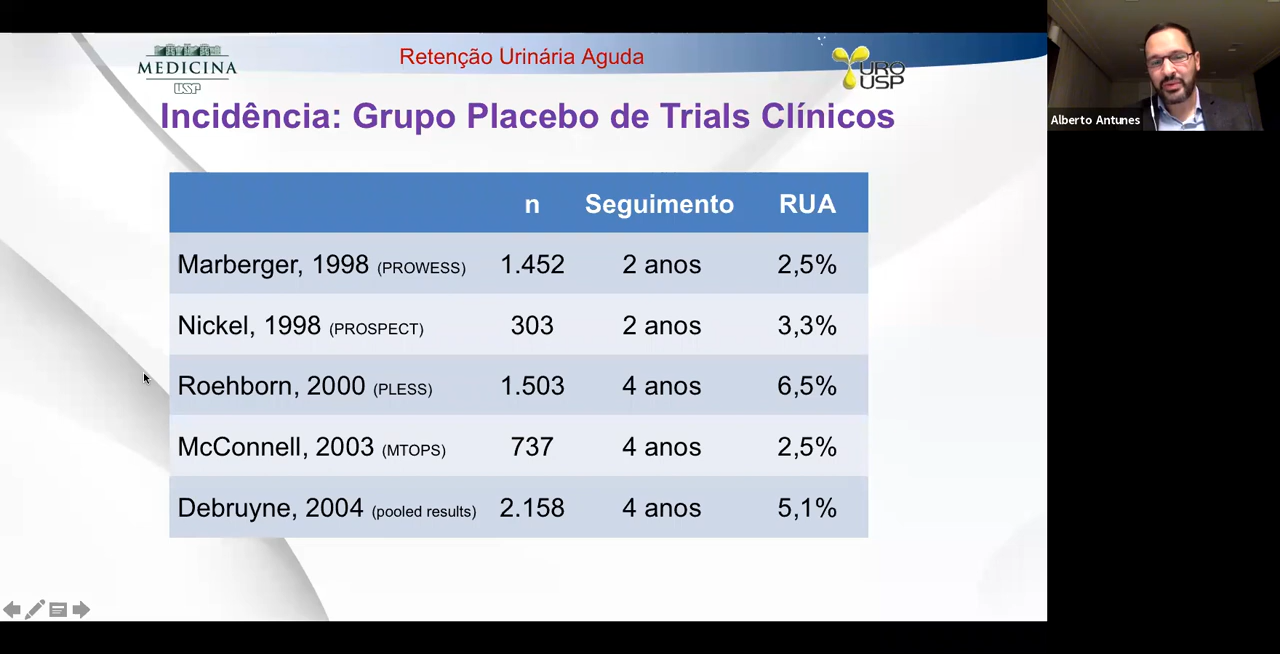 MEDICINA
USP
Retenção Urinária Aguda
URO
USP
Incidência: Grupo Placebo de Trials Clínicos
n Seguimento RUA
Marberger, 1998 (PROWESS) 1.452 2 anos 2,5%
Nickel, 1998 (PROSPECT) 303 2 anos 3,3%
Roehborn, 2000 (PLESS) 1.503 4 anos 6,5%
McConnell, 2003 (MTOPS) 737 4 anos 2,5%
Debruyne, 2004 (pooled results) 2.158 4 anos 5,1%
Alberto Antunes